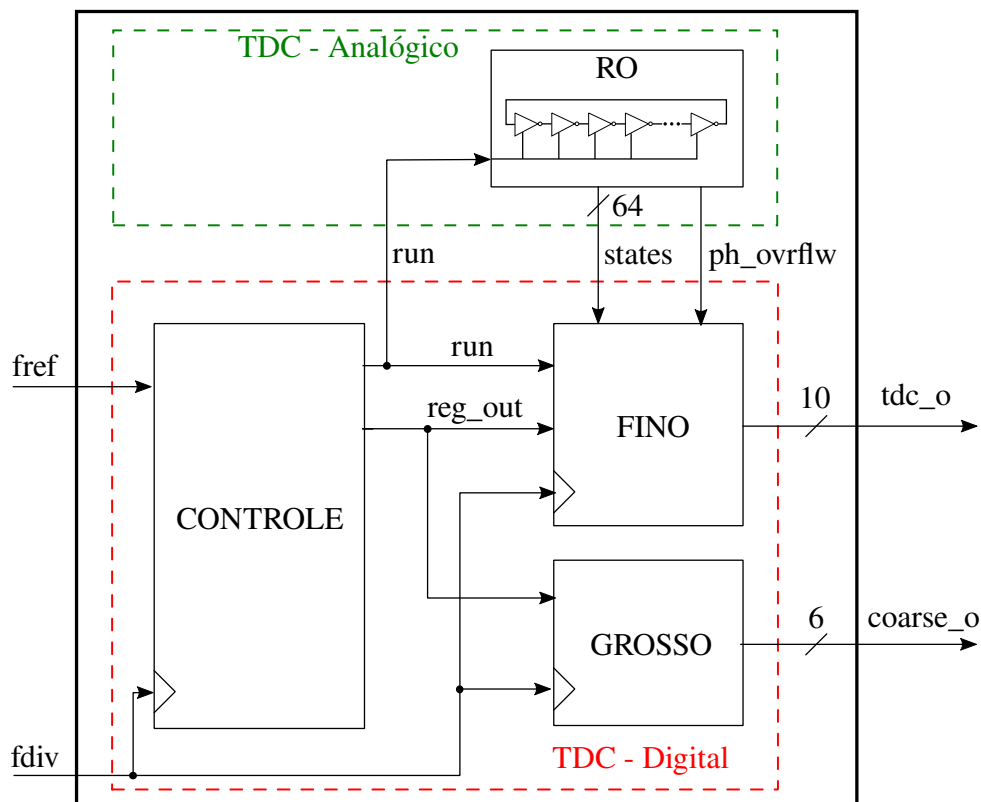 TDC - Analógico
RO
64
run
states
ph_ovrflw
fref
run
reg_out
10
tdc_o
FINO
CONTROLE
6
coarse_o
GROSSO
fdiv
TDC - Digital